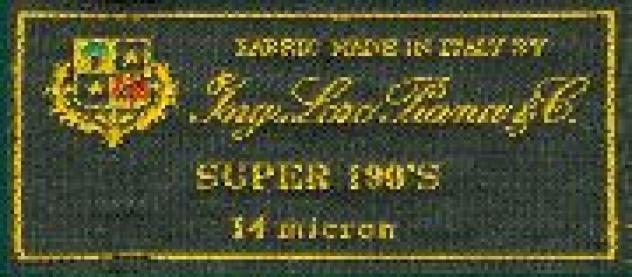 FABRIC MADE IN ITALY BY
Ing. Loro Piana & C.
SUPER 190'S
14 micron